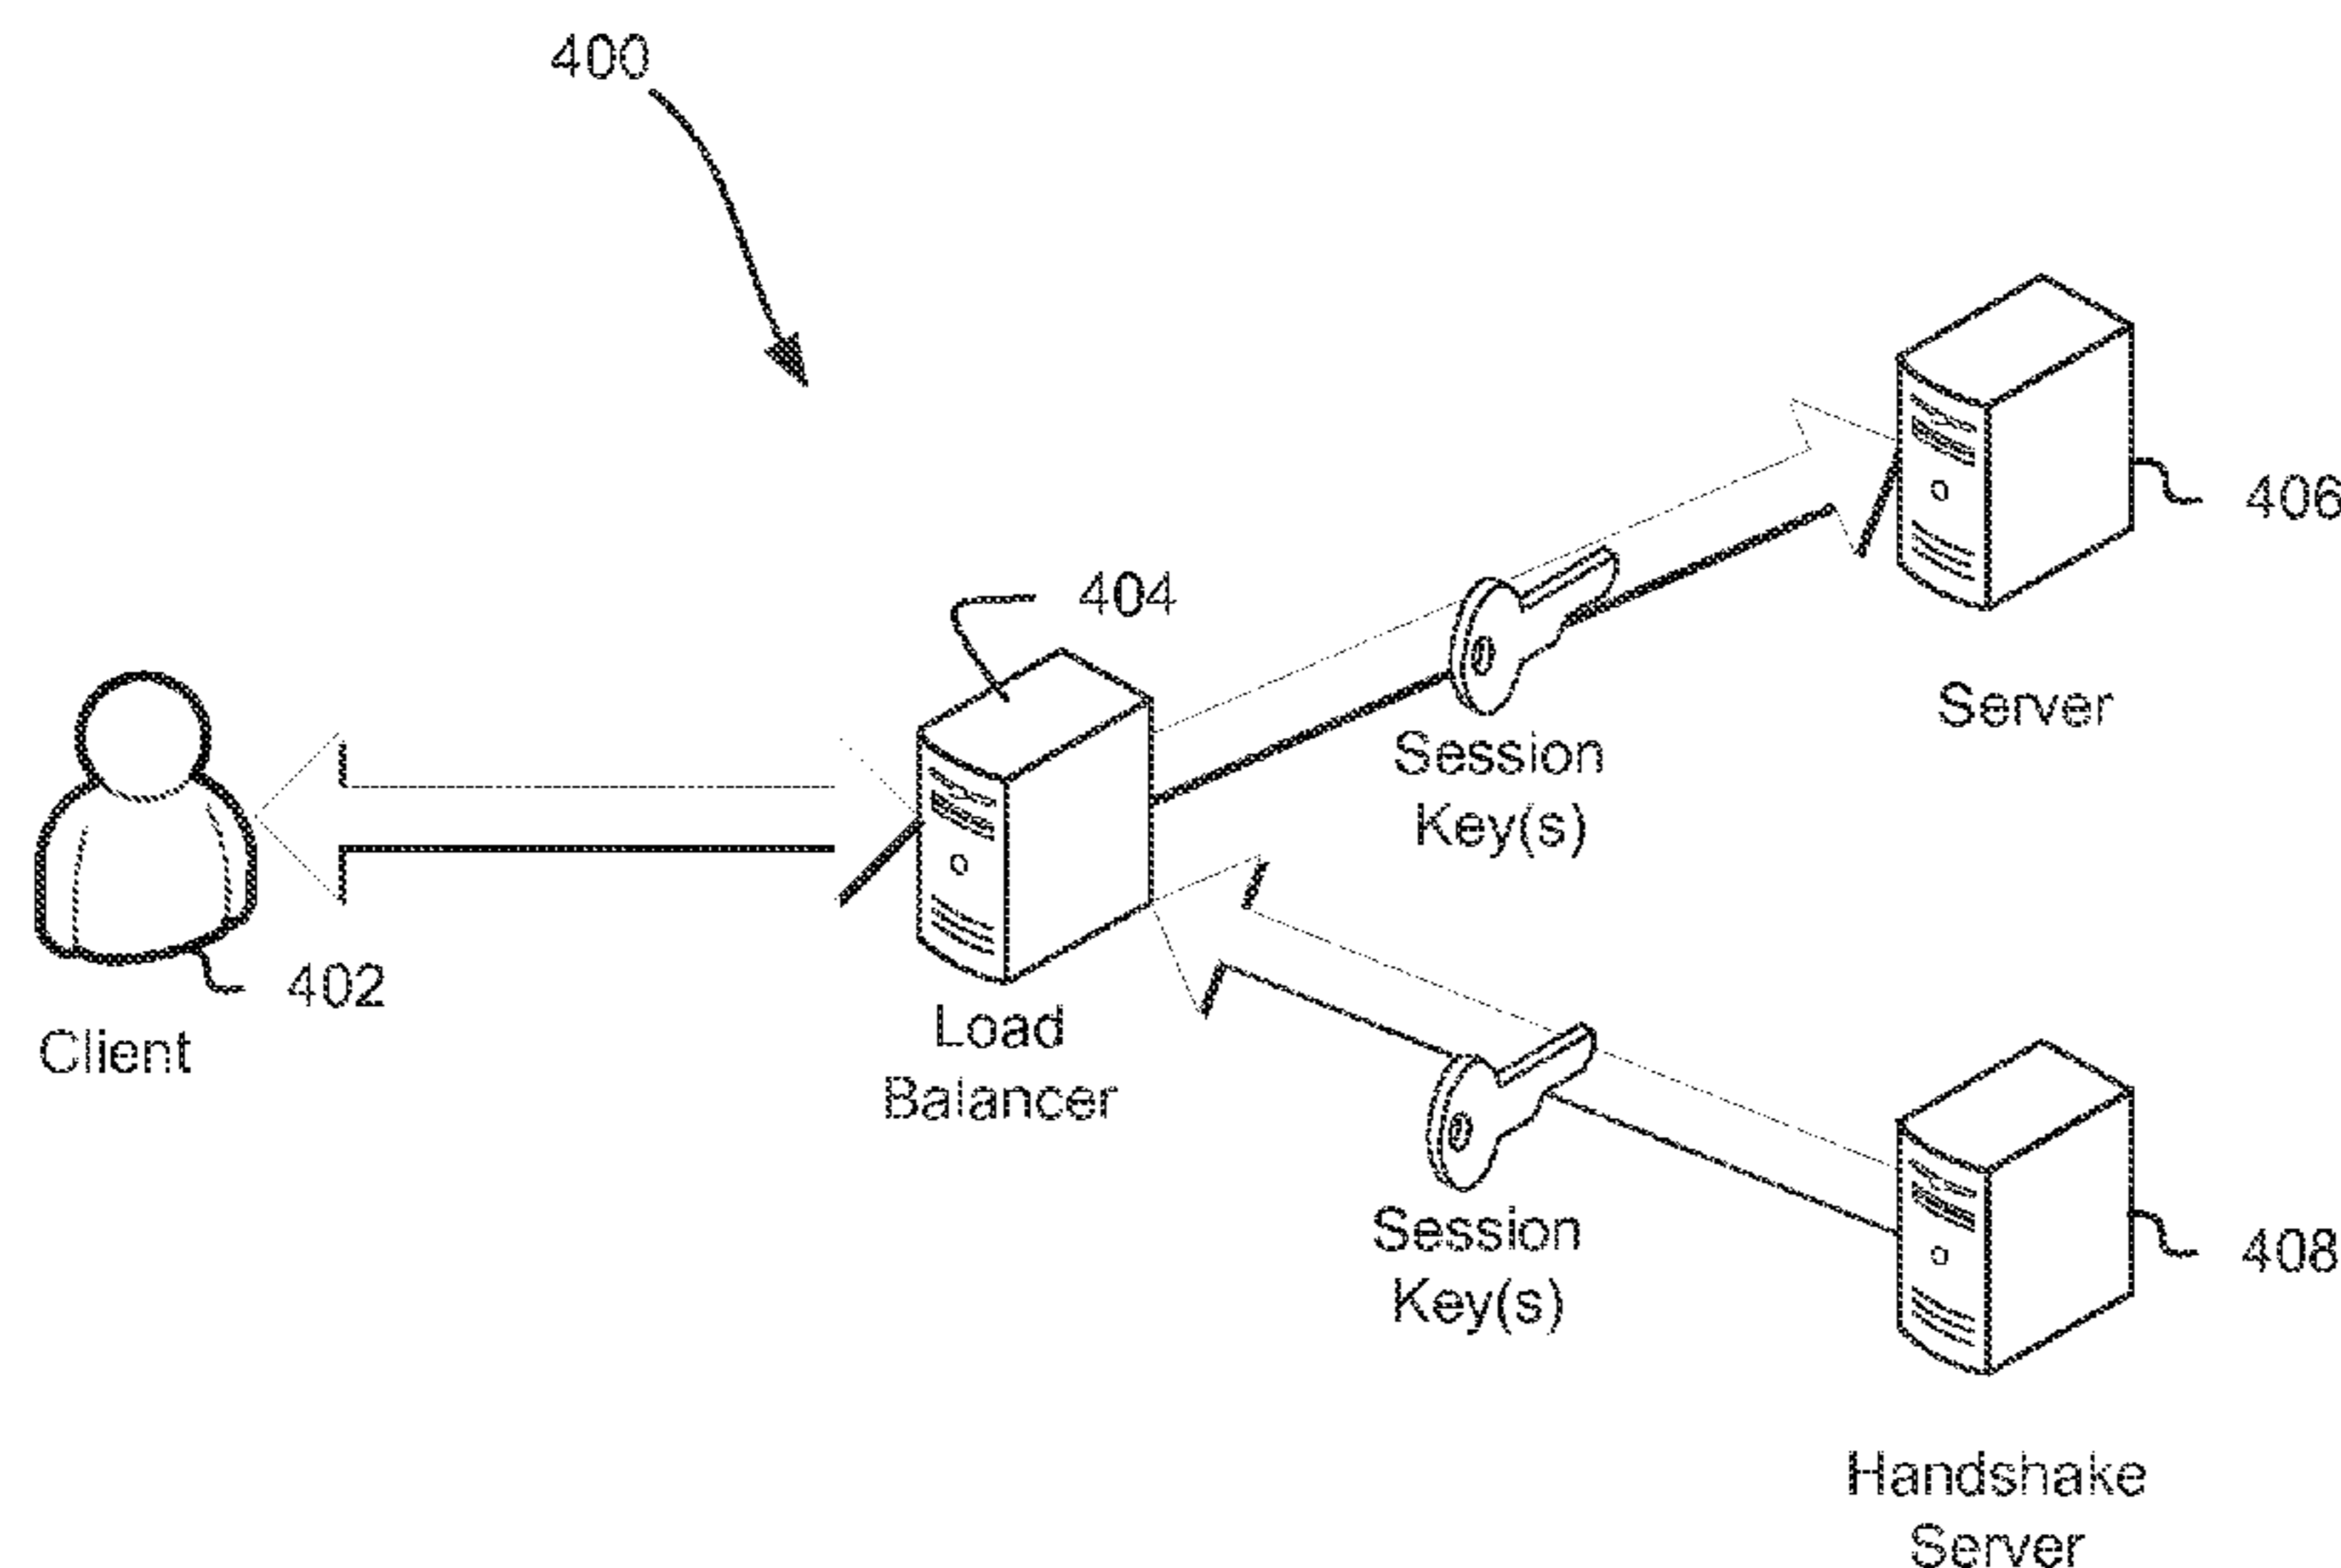 400
406
404
Server
Session
Key(s)
402
Client
Load
Balancer
Session
Key(s)
408
Handshake
Server